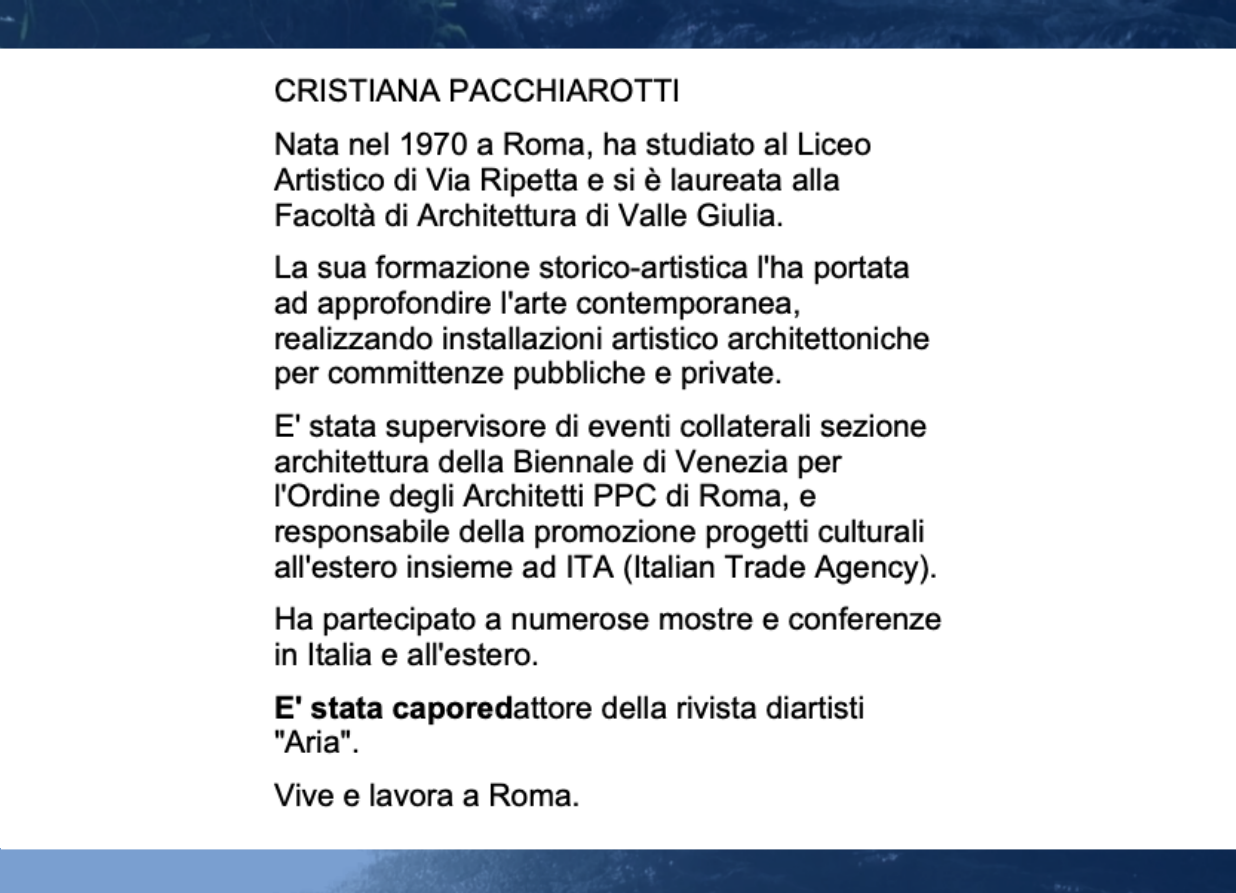 CRISTIANA PACCHIAROTTI
Nata nel 1970 a Roma, ha studiato al Liceo
Artistico di Via Ripetta e si è laureata alla
Facoltà di Architettura di Valle Giulia.
La sua formazione storico-artistica l'ha portata
ad approfondire l'arte contemporanea,
realizzando installazioni artistico architettoniche
per committenze pubbliche e private.
E' stata supervisore di eventi collaterali sezione
architettura della Biennale di Venezia per
l'Ordine degli Architetti PPC di Roma, e
responsabile della promozione progetti culturali
all'estero insieme ad ITA (Italian Trade Agency).
Ha partecipato a numerose mostre e conferenze
in Italia e all'estero.
E' stata caporedattore della rivista diartisti
"Aria".
Vive e lavora a Roma.